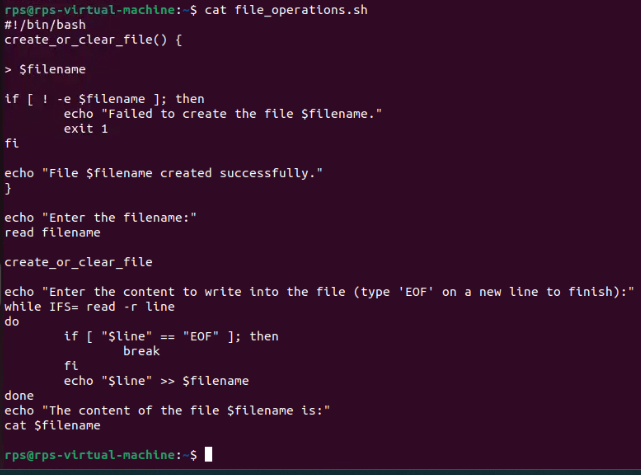 rps@rps-virtual-machine:~$ cat file_operations.sh
#!/bin/bash
create_or_clear_file() {
> $filename
if [ ! -e $filename ]; then
echo "Failed to create the file $filename."
exit 1
fi
echo "File $filename created successfully."
}
echo "Enter the filename:"
read filename
create_or_clear_file
echo "Enter the content to write into the file (type 'EOF' on a new line to finish):"
while IFS= read -r line
do
if [ "$line" == "EOF" ]; then
break
fi
echo "$line" >> $filename
done
echo "The content of the file $filename is:"
cat $filename
rps@rps-virtual-machine:~$